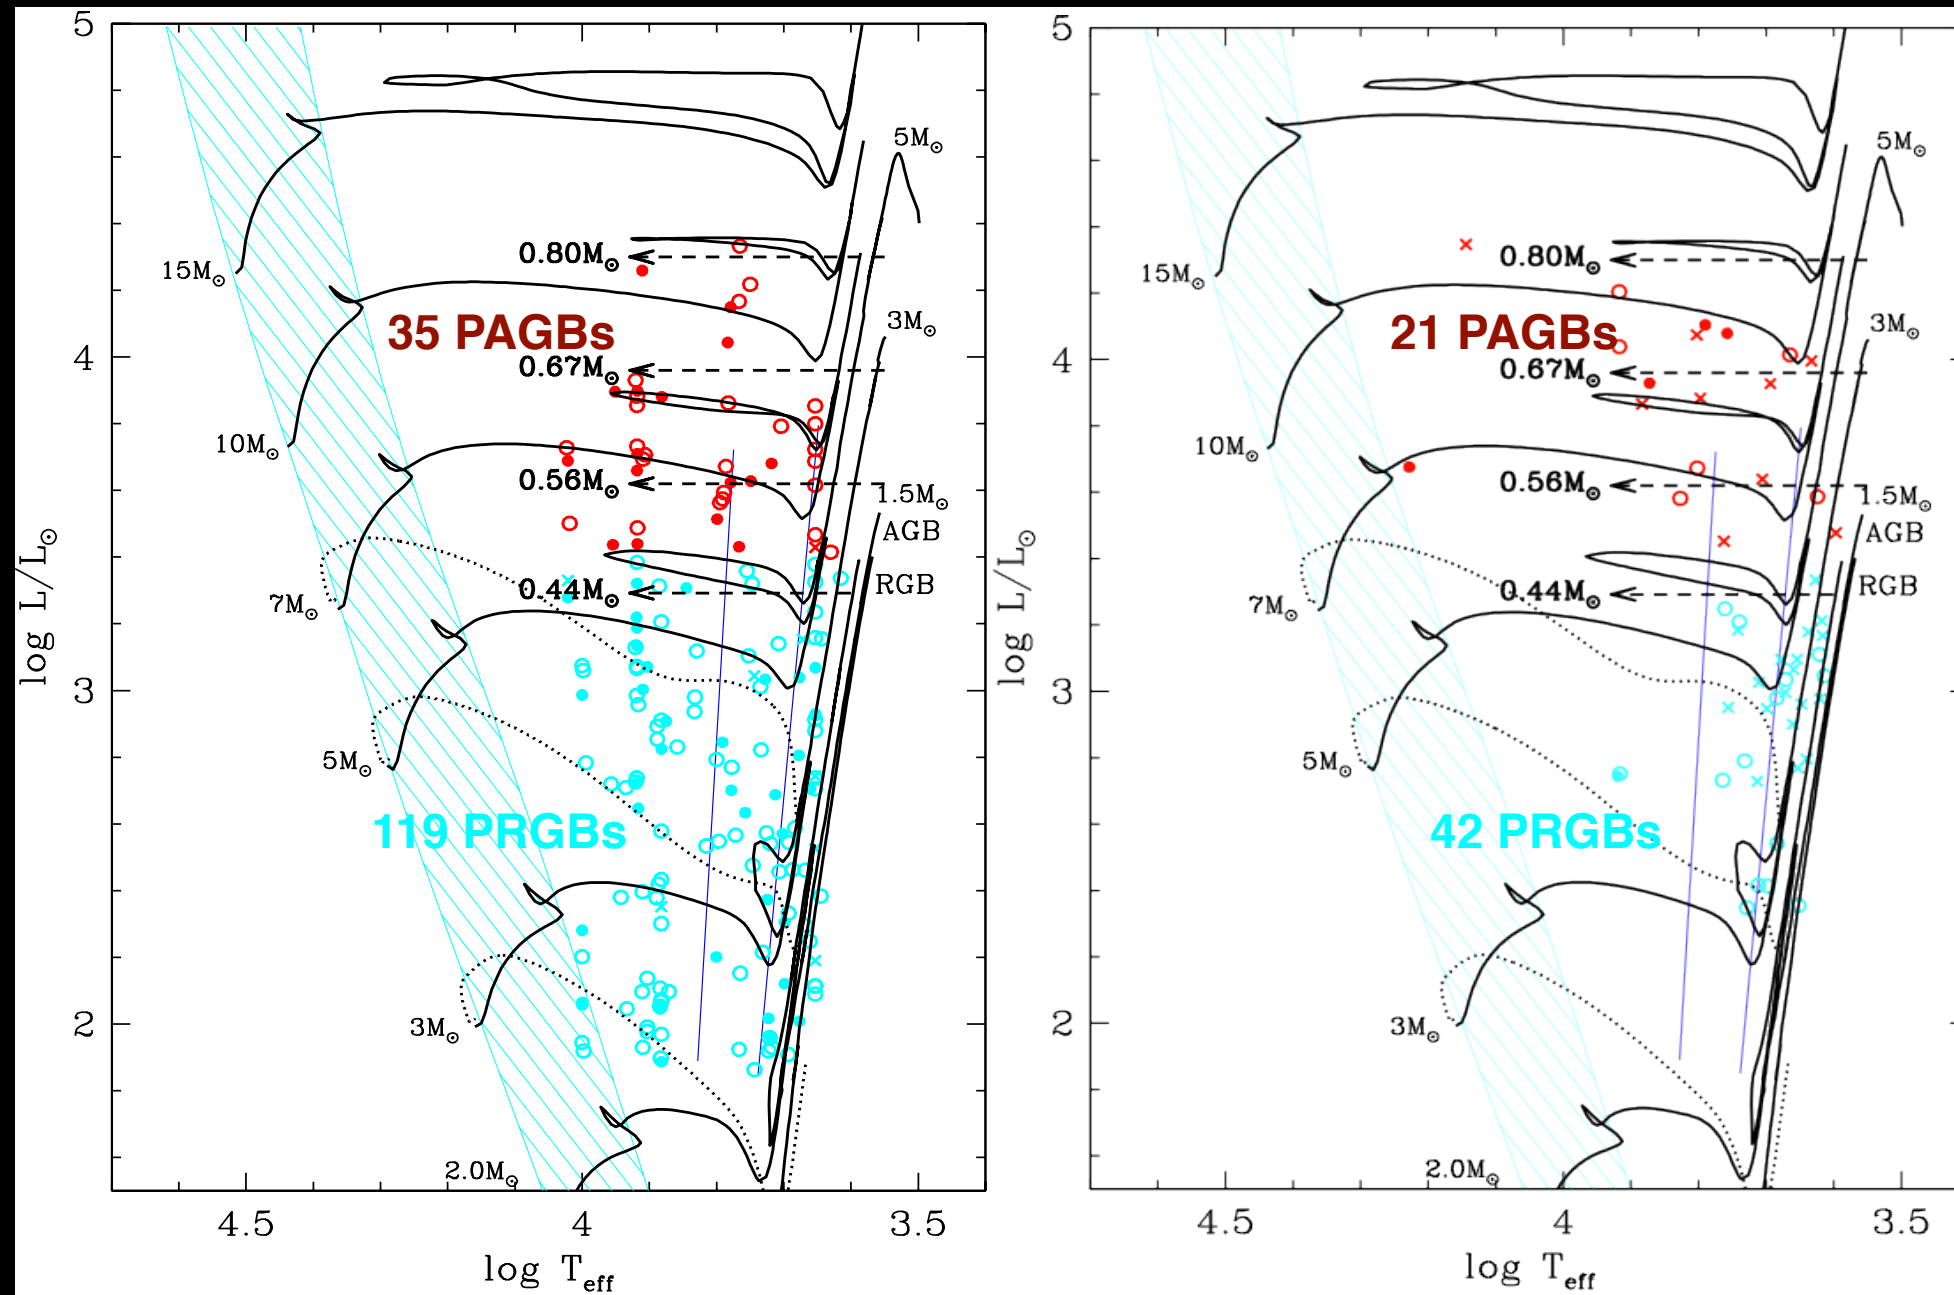 5
5M⊙
0.80M⊙
15M⊙
3M⊙
35 PAGBs
4
0.67M⊙
10M⊙
0.56M⊙
1.5M⊙
AGB
0.44M⊙
RGB
7M⊙
log L/L⊙
3
5M⊙
119 PRGBs
2
3M⊙
2.0M⊙
4.5
4
3.5
log Teff
5
5M⊙
0.80M⊙
15M⊙
3M⊙
21 PAGBs
4
0.67M⊙
10M⊙
0.56M⊙
1.5M⊙
AGB
0.44M⊙
RGB
7M⊙
log L/L⊙
3
5M⊙
42 PRGBs
2
3M⊙
2.0M⊙
4.5
4
3.5
log Teff